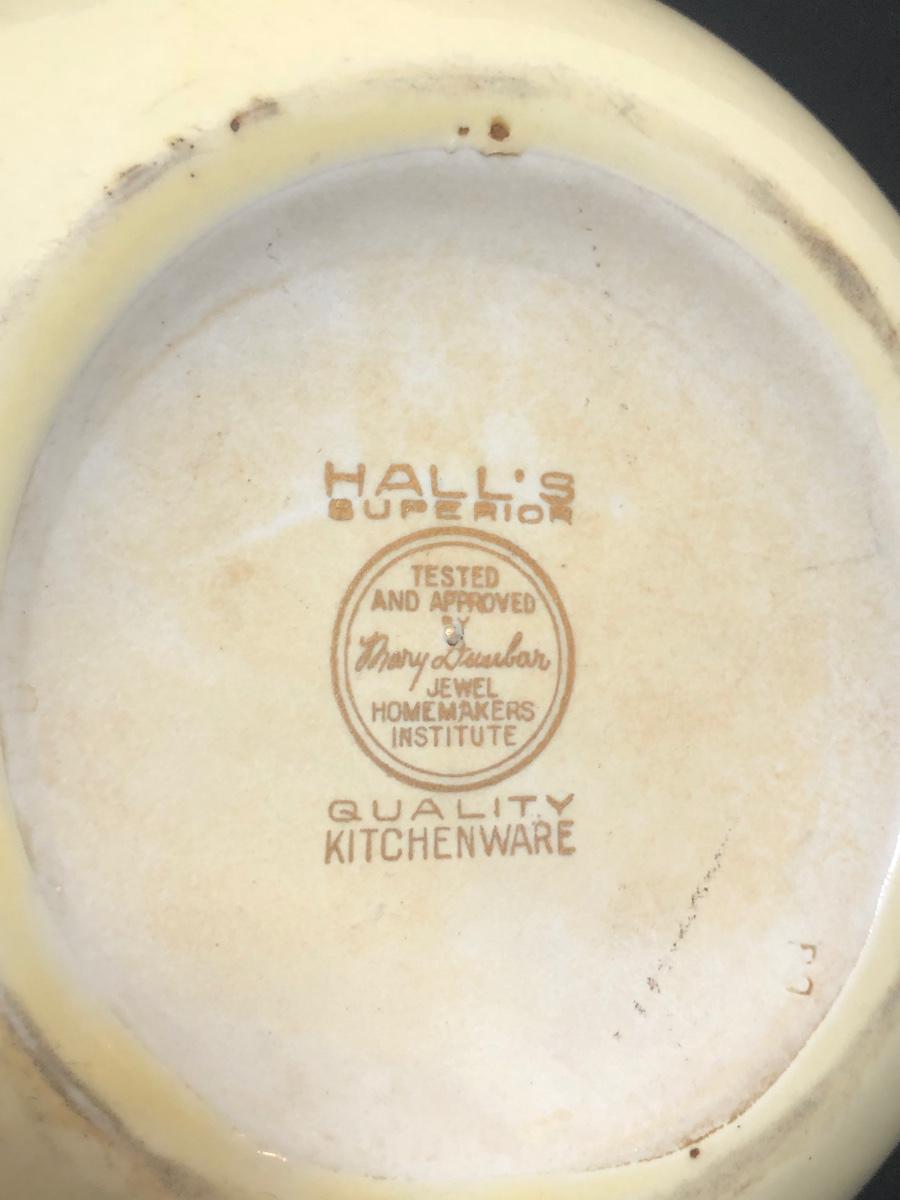 HALL'S
SUPERIOR
TESTED
AND APPROVED
BY
Mary Dunbar
JEWEL
HOMEMAKERS
INSTITUTE
QUALITY
KITCHENWARE